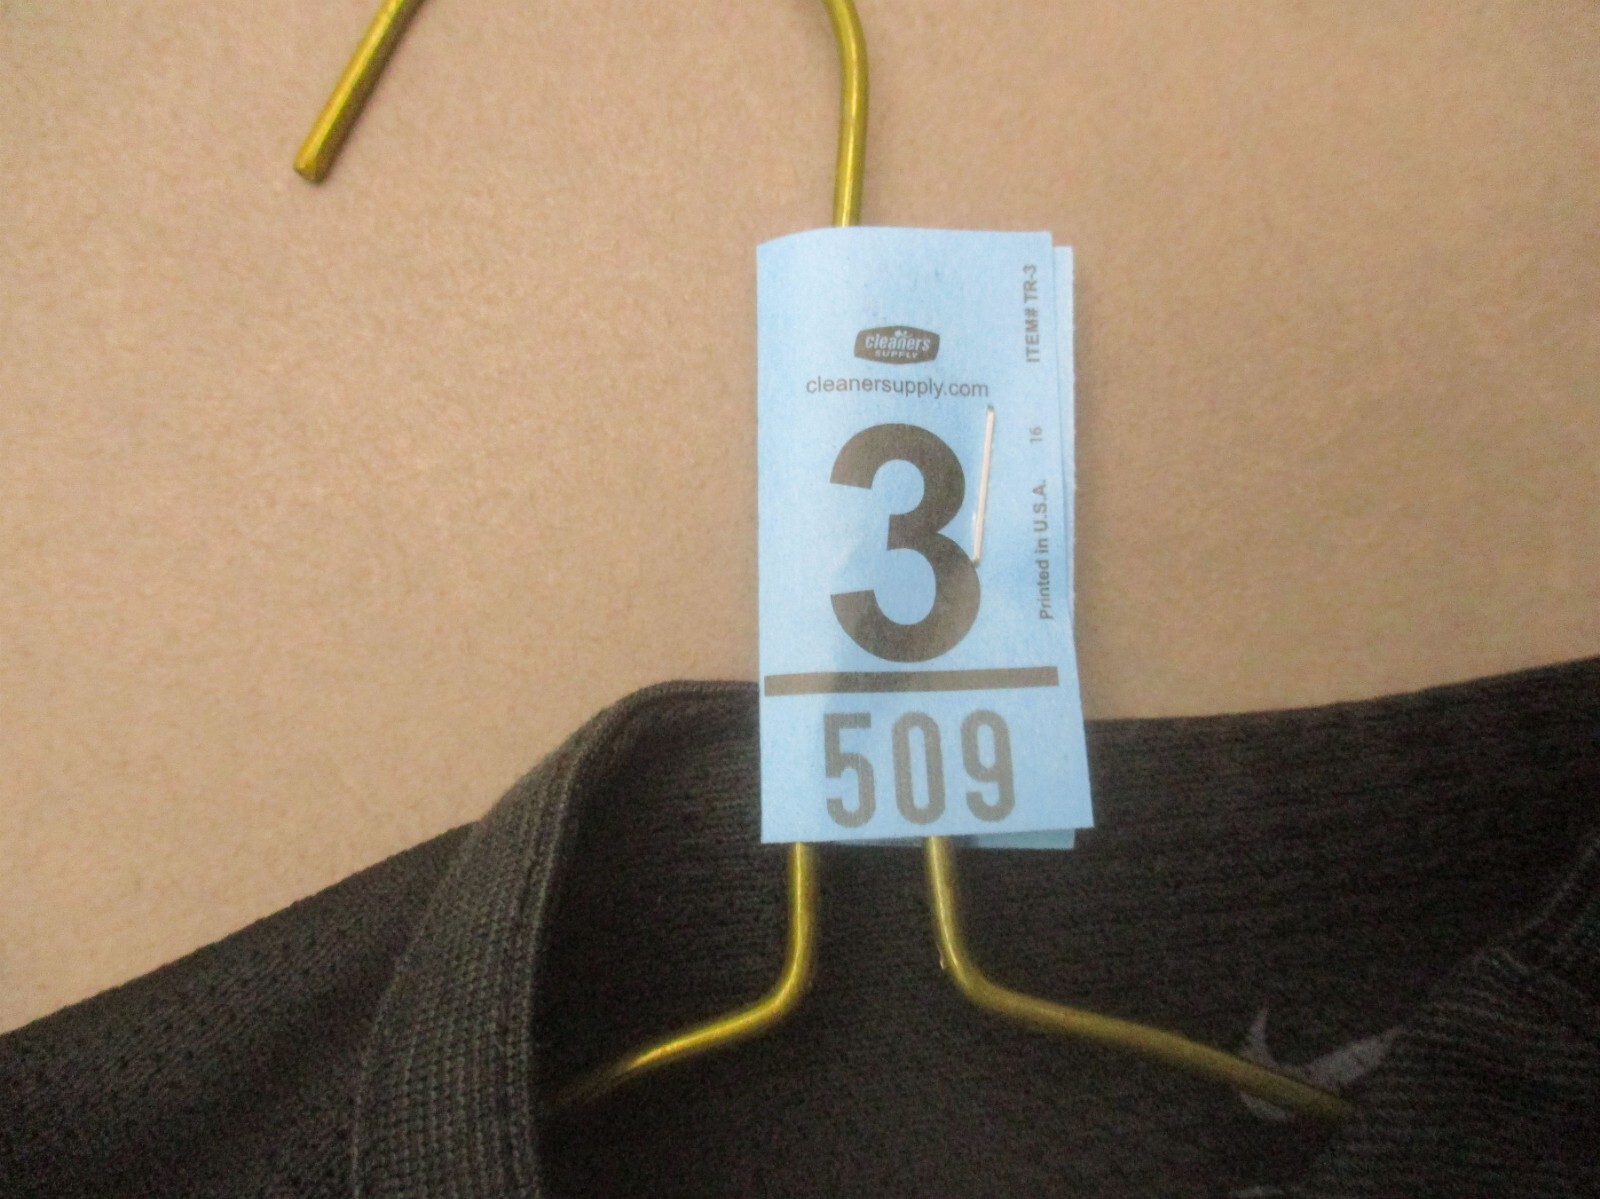 cleaners
SUPPLY
cleanersupply.com
3
509
ITEM# TR-3
16
Printed in U.S.A.